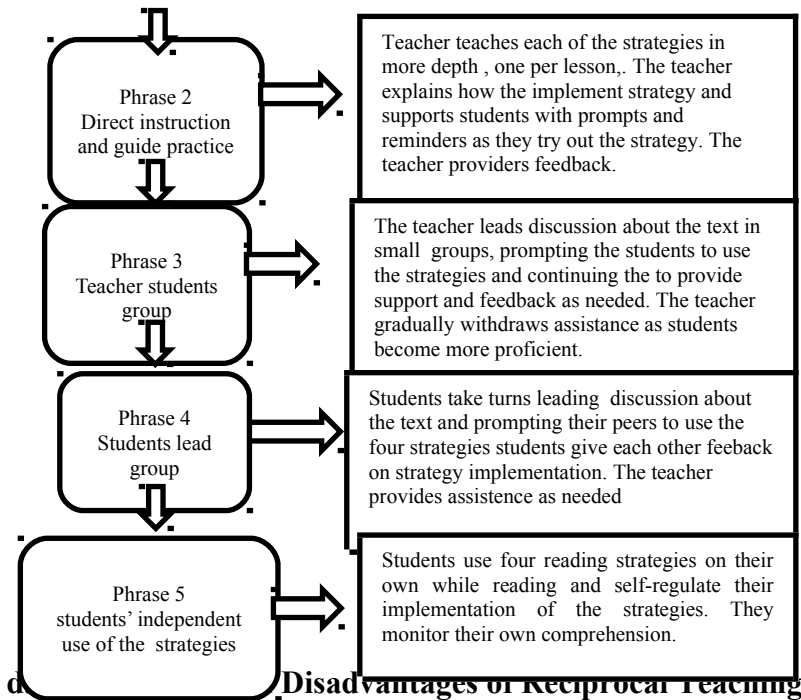 Phrase 2
Direct instruction
and guide practice
Teacher teaches each of the strategies in
more depth , one per lesson,. The teacher
explains how the implement strategy and
supports students with prompts and
reminders as they try out the strategy. The
teacher providers feedback.
Phrase 3
Teacher students
group
The teacher leads discussion about the text in
small groups, prompting the students to use
the strategies and continuing the to provide
support and feedback as needed. The teacher
gradually withdraws assistance as students
become more proficient.
Phrase 4
Students lead
group
Students take turns leading discussion about
the text and prompting their peers to use the
four strategies students give each other feeback
on strategy implementation. The teacher
provides assistence as needed
Phrase 5
students’ independent
use of the strategies
Students use four reading strategies on their
own while reading and self-regulate their
implementation of the strategies. They
monitor their own comprehension.
Disadvantages of Reciprocal Teaching